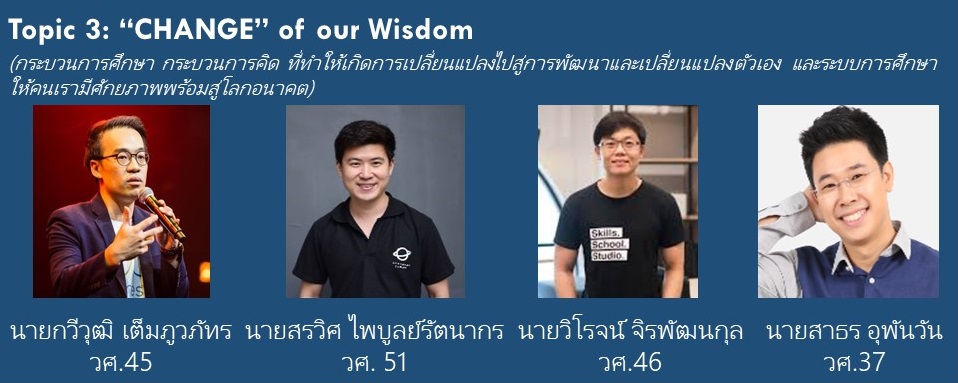 Topic 3: “CHANGE” of our Wisdom
(กระบวนการศึกษา กระบวนการคิด ที่ทำให้เกิดการเปลี่ยนแปลงไปสู่การพัฒนาและเปลี่ยนแปลงตัวเอง และระบบการศึกษา
ให้คนเรามีศักยภาพพร้อมสู่โลกอนาคต)
Skills.
School.
Studio.
นายกวีวุฒิ เต็มภูวภัทร
วศ.45
นายสรวิศ ไพบูลย์รัตนากร
วศ. 51
นายวิโรจน์ จิรพัฒนกุล
วศ.46
นายสาธร อุพันวัน
วศ.37